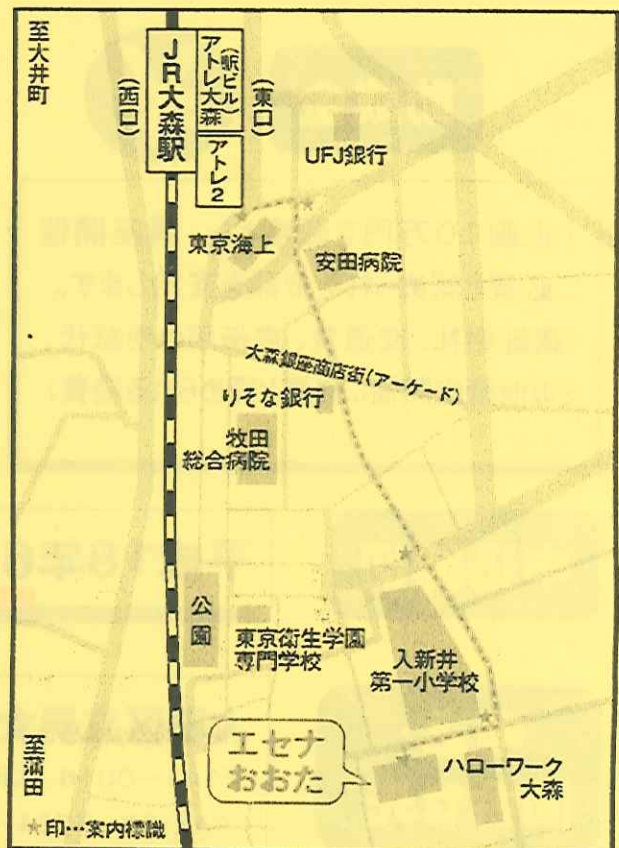 至大井町
(西口)
JR大森駅
アトレ大森
(駅ビル)
アトレ2
(東口)
UFJ銀行
東京海上
安田病院
大森銀座商店街(アーケード)
りそな銀行
牧田
総合病院
公園
東京衛生学園
専門学校
入新井
第一小学校
エセナ
おおた
ハローワーク
大森
至蒲田
☆印…案内標識